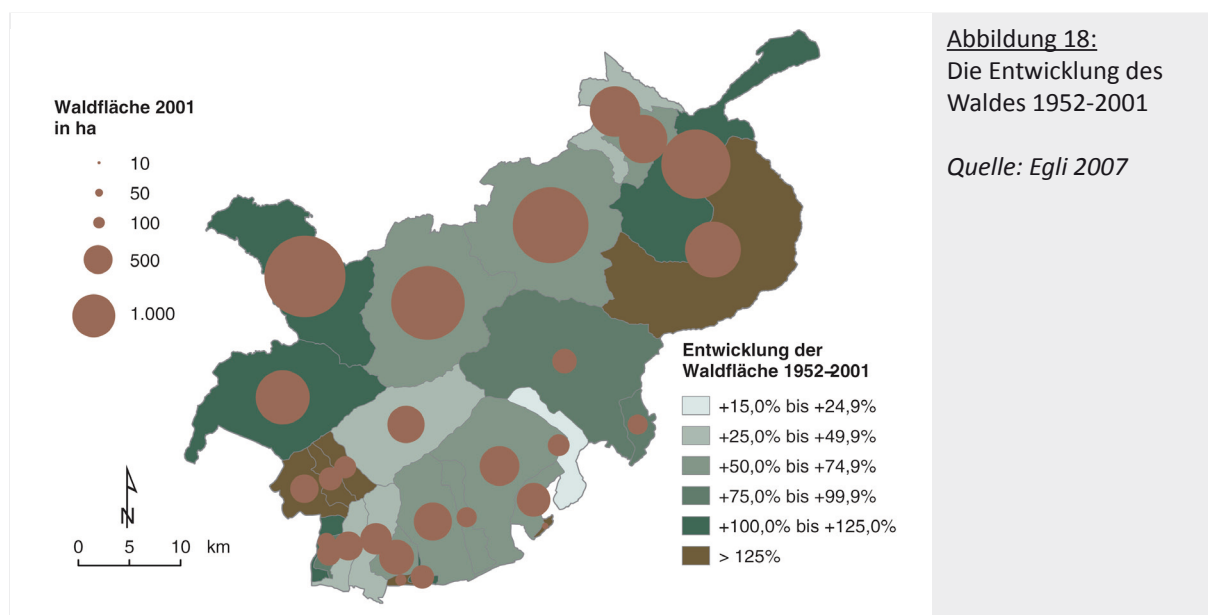 Waldfläche 2001
in ha
10
50
100
500
1.000
N
0 5 10 km
Entwicklung der
Waldfläche 1952-2001
+15,0% bis +24,9%
+25,0% bis +49,9%
+50,0% bis +74,9%
+75,0% bis +99,9%
+100,0% bis +125,0%
> 125%
Abbildung 18:
Die Entwicklung des
Waldes 1952-2001
Quelle: Egli 2007